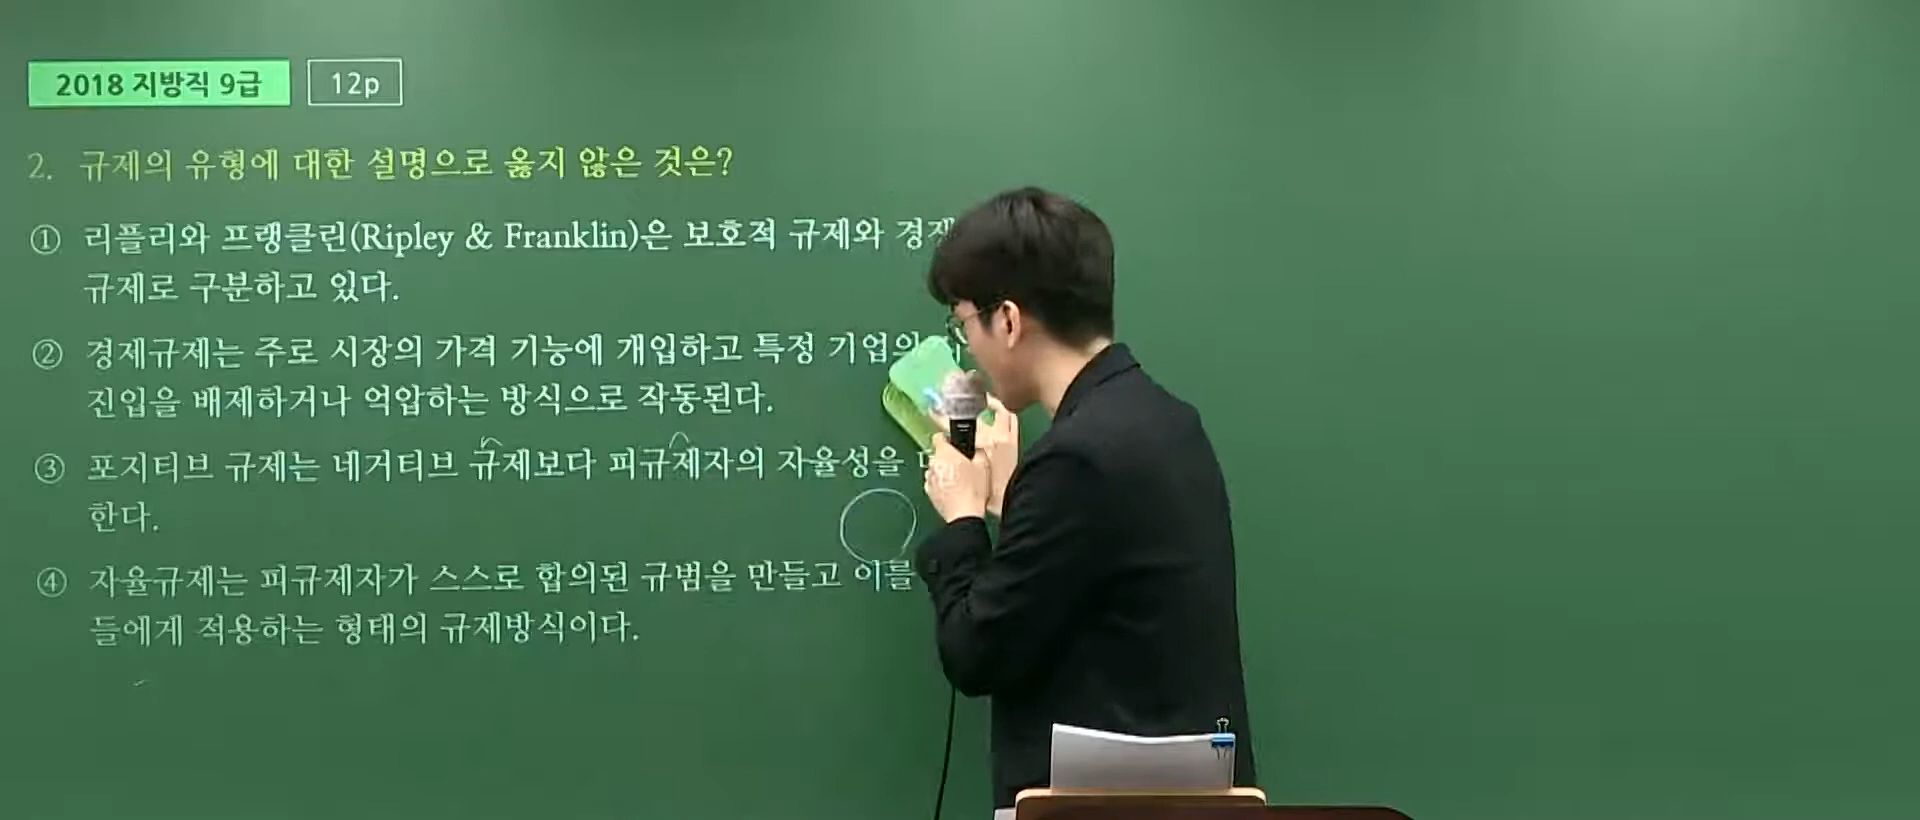 2018 지방직 9급 12p
2. 규제의 유형에 대한 설명으로 옳지 않은 것은?
① 리플리와 프랭클린(Ripley & Franklin)은 보호적 규제와
규제로 구분하고 있다.
② 경제규제는 주로 시장의 가격 기능에 개입하고 특정 기업의
진입을 배제하거나 억압하는 방식으로 작동된다.
③ 포지티브 규제는 네거티브 규제보다 피규제자의 자율성을
한다.
④ 자율규제는 피규제자가 스스로 합의된 규범을 만들고 이를
들에게 적용하는 형태의 규제방식이다.